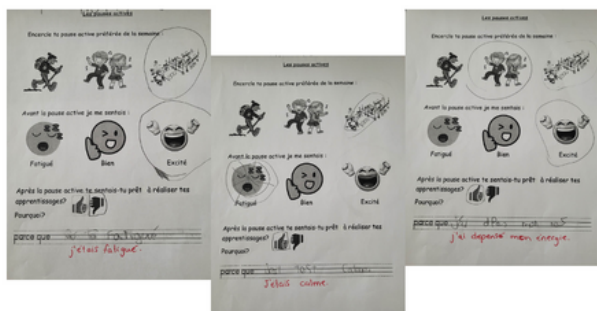 Les pauses actives
Encercle ta pause active préférée de la semaine :
Avant la pause active je me sentais :
Fatigué Bien Excité
Après la pause active te sentais-tu prêt à réaliser tes
apprentissages?
Pourquoi?
parce que
j'étais fatigué.
Les pauses actives
Encercle ta pause active préférée de la semaine :
Avant la pause active je me sentais :
Fatigué Bien Excité
Après la pause active te sentais-tu prêt à réaliser tes
apprentissages?
Pourquoi?
parce que
J'étais calme.
Les pauses actives
Encercle ta pause active préférée de la semaine :
Avant la pause active je me sentais :
Fatigué Bien Excité
Après la pause active te sentais-tu prêt à réaliser tes
apprentissages?
Pourquoi?
parce que
j'ai dépensé mon énergie.